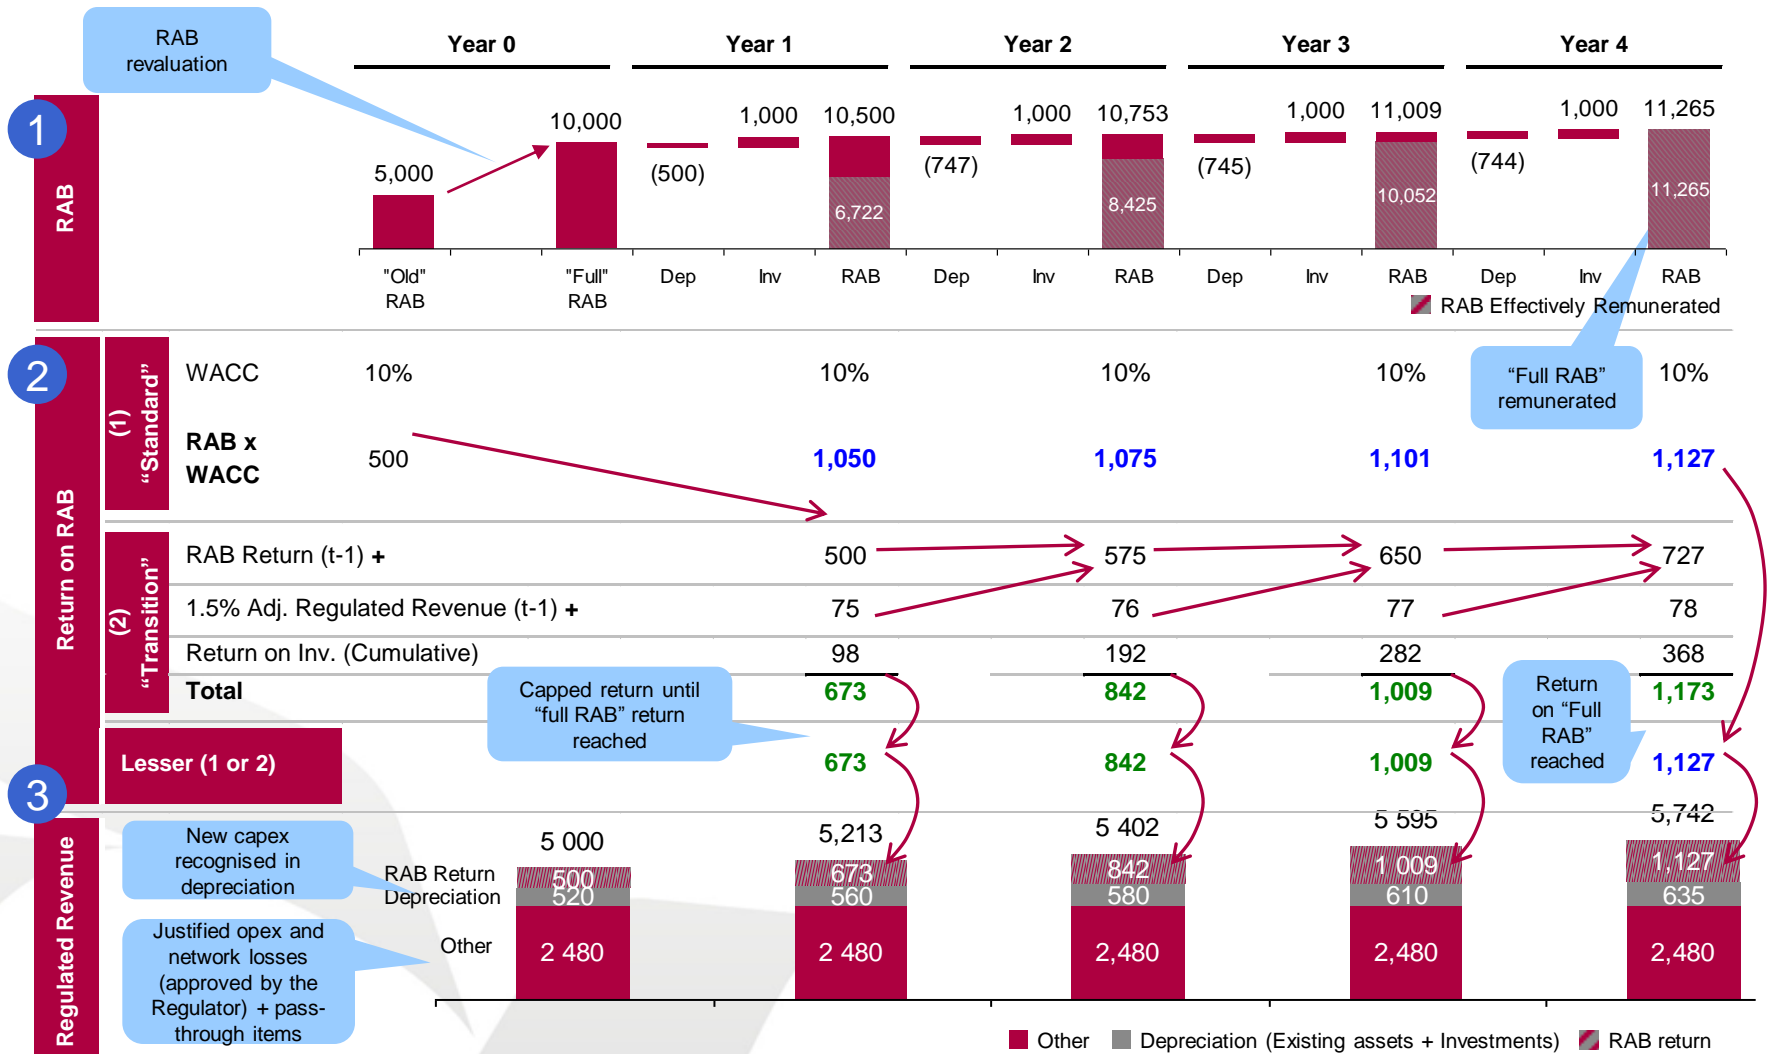 RAB
revaluation
Year 0
Year 1
Year 2
Year 3
Year 4
1
RAB
5,000
10,000
(500)
1,000
10,500
6,722
(747)
1,000
10,753
8,425
(745)
1,000
11,009
10,052
(744)
1,000
11,265
11,265
"Old"
RAB
"Full"
RAB
Dep
Inv
RAB
Dep
Inv
RAB
Dep
Inv
RAB
Dep
Inv
RAB
RAB Effectively Remunerated
2
Return on RAB
(1)
“Standard”
WACC
10%
10%
10%
10%
10%
“Full RAB”
remunerated
RAB x
WACC
500
1,050
1,075
1,101
1,127
(2)
“Transition”
RAB Return (t-1) +
500
575
650
727
1.5% Adj. Regulated Revenue (t-1) +
75
76
77
78
Return on Inv. (Cumulative)
98
192
282
368
Total
673
842
1,009
1,173
Capped return until
“full RAB” return
reached
Return
on “Full
RAB”
reached
Lesser (1 or 2)
673
842
1,009
1,127
3
Regulated Revenue
New capex
recognised in
depreciation
Justified opex and
network losses
(approved by the
Regulator) + pass-
through items
RAB Return
Depreciation
Other
5 000
500
520
2 480
5,213
673
560
2 480
5 402
842
580
2,480
5 595
1 009
610
2,480
5,742
1,127
635
2,480
Other
Depreciation (Existing assets + Investments)
RAB return